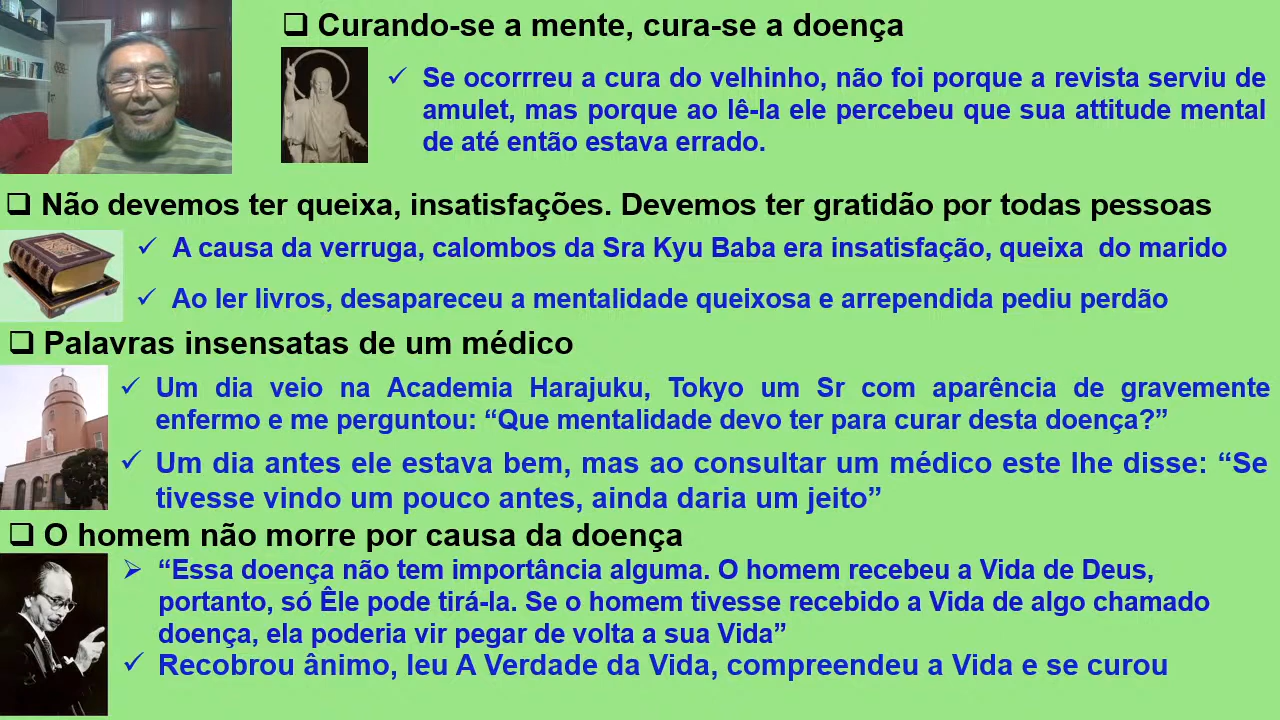 ❑ Curando-se a mente, cura-se a doença
✓ Se ocorrreu a cura do velhinho, não foi porque a revista serviu de
amulet, mas porque ao lê-la ele percebeu que sua attitude mental
de até então estava errado.
❑ Não devemos ter queixa, insatisfações. Devemos ter gratidão por todas pessoas
✓ A causa da verruga, calombos da Sra Kyu Baba era insatisfação, queixa do marido
✓ Ao ler livros, desapareceu a mentalidade queixosa e arrependida pediu perdão
❑ Palavras insensatas de um médico
✓ Um dia veio na Academia Harajuku, Tokyo um Sr com aparência de gravemente
enfermo e me perguntou: “Que mentalidade devo ter para curar desta doença?”
✓ Um dia antes ele estava bem, mas ao consultar um médico este lhe disse: “Se
tivesse vindo um pouco antes, ainda daria um jeito”
❑ O homem não morre por causa da doença
➢ “Essa doença não tem importância alguma. O homem recebeu a Vida de Deus,
portanto, só Êle pode tirá-la. Se o homem tivesse recebido a Vida de algo chamado
doença, ela poderia vir pegar de volta a sua Vida”
✓ Recobrou ânimo, leu A Verdade da Vida, compreendeu a Vida e se curou